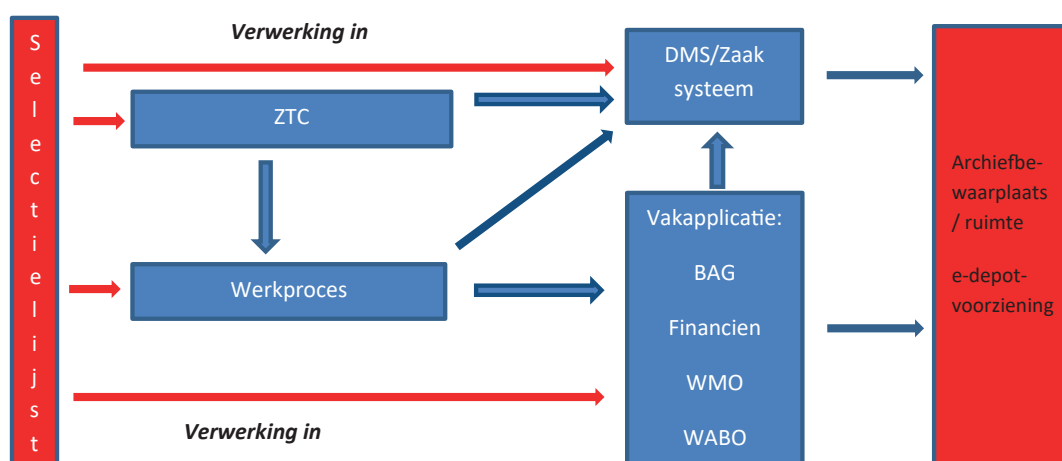 Selectielijst
Verwerking in
ZTC
Werkproces
Verwerking in
DMS/Zaak
systeem
Vakapplicatie:
BAG
Financien
WMO
WABO
Archiefbe-
waarplaats
/ ruimte
e-depot-
voorziening